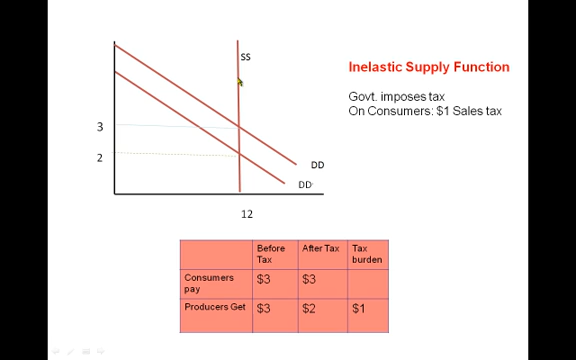 SS
Inelastic Supply Function
Govt. imposes tax
On Consumers: $1 Sales tax
3
2
DD
DD'
12
Before Tax
After Tax
Tax burden
Consumers pay
$3
$3
Producers Get
$3
$2
$1